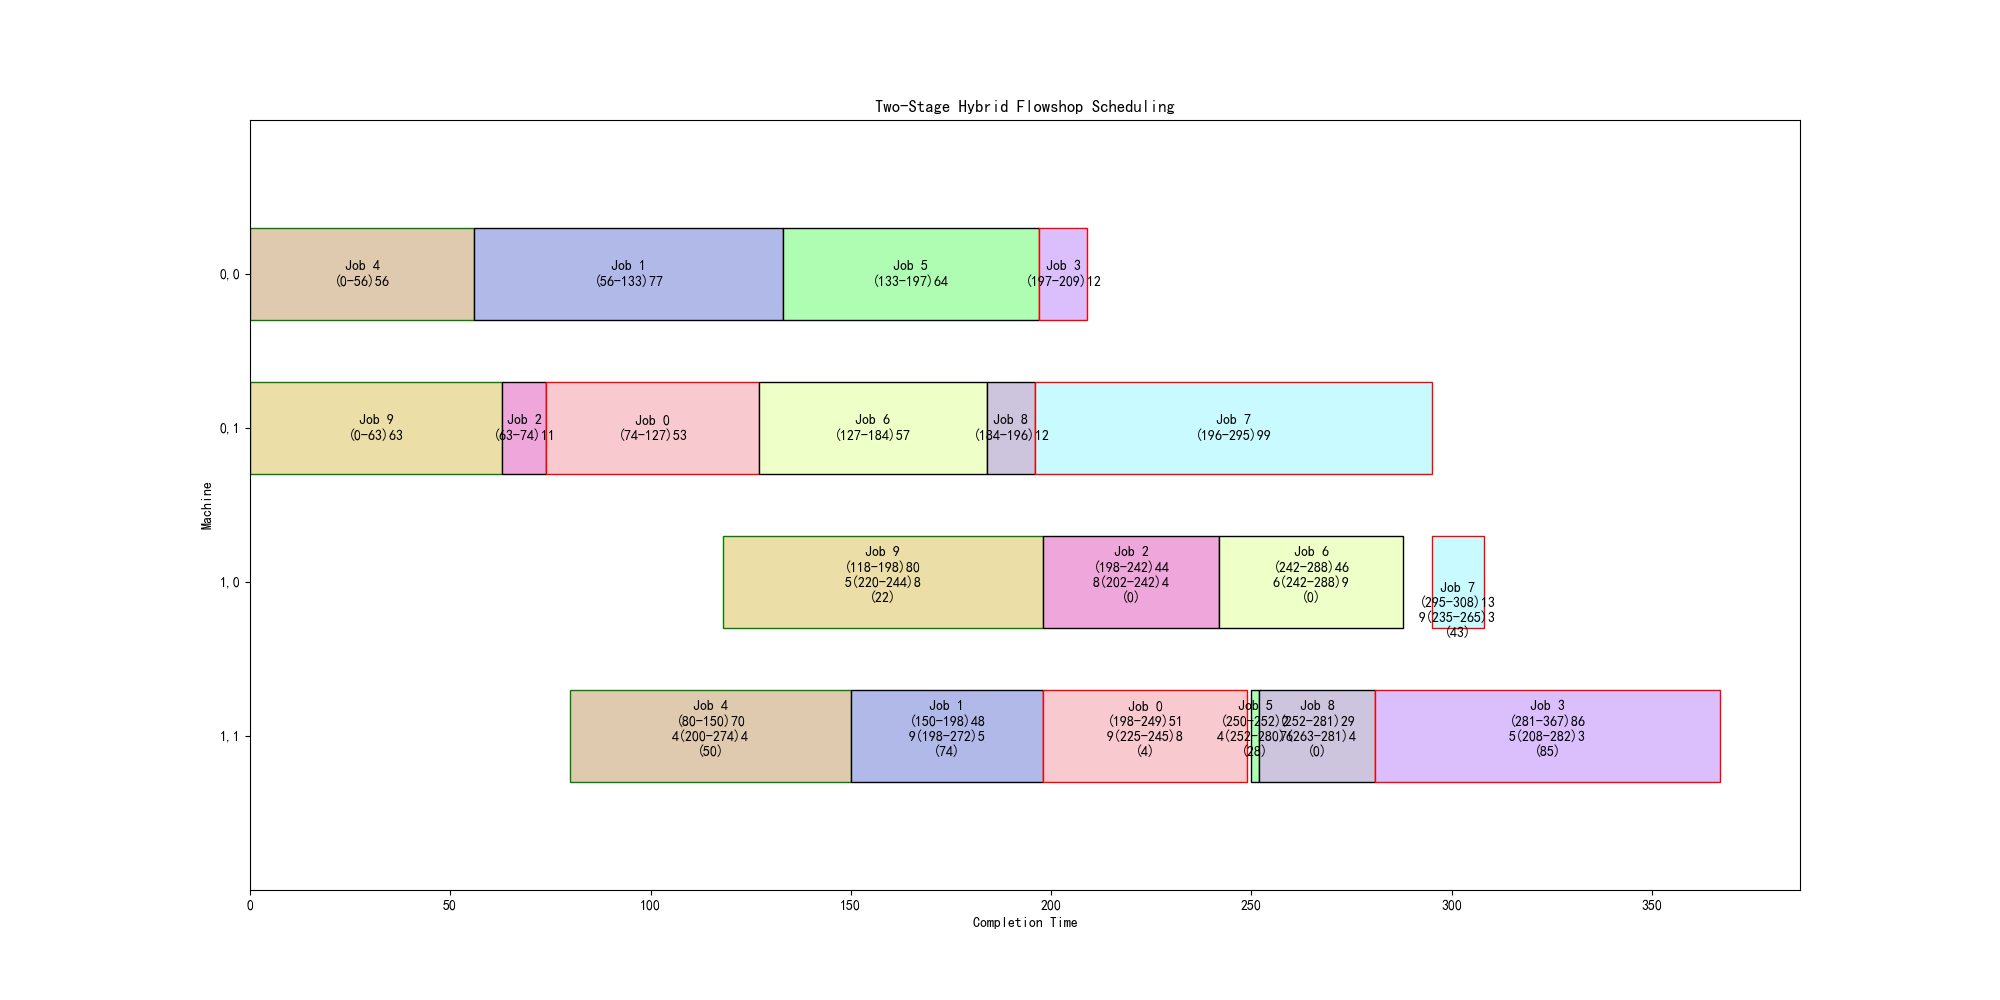 Two-Stage Hybrid Flowshop Scheduling
Machine
0,0
Job 4
(0-56)56
Job 1
(56-133)77
Job 5
(133-197)64
Job 3
(197-209)12
0,1
Job 9
(0-63)63
Job 2
(63-74)11
Job 0
(74-127)53
Job 6
(127-184)57
Job 8
(184-196)12
Job 7
(196-295)99
1,0
Job 9
(118-198)80
5(220-244)8
(22)
Job 2
(198-242)44
8(202-242)4
(0)
Job 6
(242-288)46
6(242-288)9
(0)
Job 7
(295-308)13
9(235-265)3
(43)
1,1
Job 4
(80-150)70
4(200-274)4
(50)
Job 1
(150-198)48
9(198-272)5
(74)
Job 0
(198-249)51
9(225-245)8
(4)
Job 5
(250-252)2
(28)
Job 8
(252-281)29
(0)
Job 3
(281-367)86
5(208-282)3
(85)
0
50
100
150
200
250
300
350
Completion Time